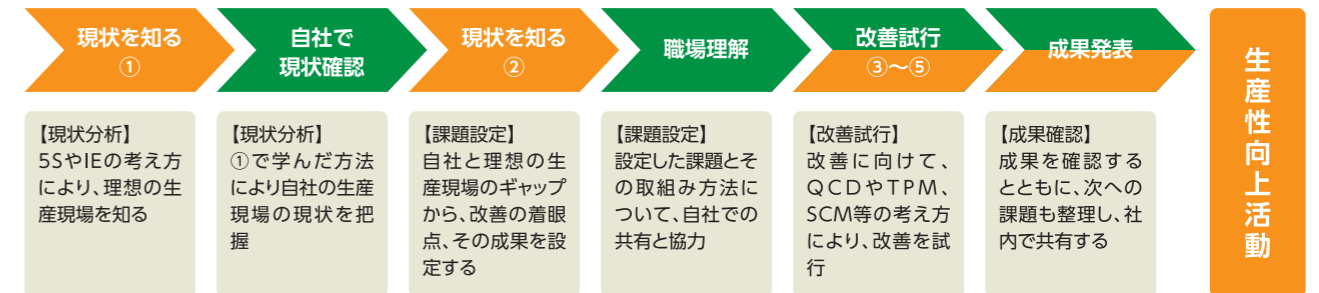 現状を知る
①
自社で
現状確認
現状を知る
②
職場理解
改善試行
③～⑤
成果発表
【現状分析】
5SやIEの考え方
により、理想の生
産現場を知る
【現状分析】
①で学んだ方法
により自社の生産
現場の現状を把
握
【課題設定】
自社と理想の生
産現場のギャップ
から、改善の着眼
点、その成果を設
定する
【課題設定】
設定した課題とそ
の取組み方法に
ついて、自社での
共有と協力
【改善試行】
改善に向けて、
QCDやTPM、
SCM等の考え方
により、改善を試
行
【成果確認】
成果を確認する
とともに、次への
課題も整理し、社
内で共有する
生産性向上活動